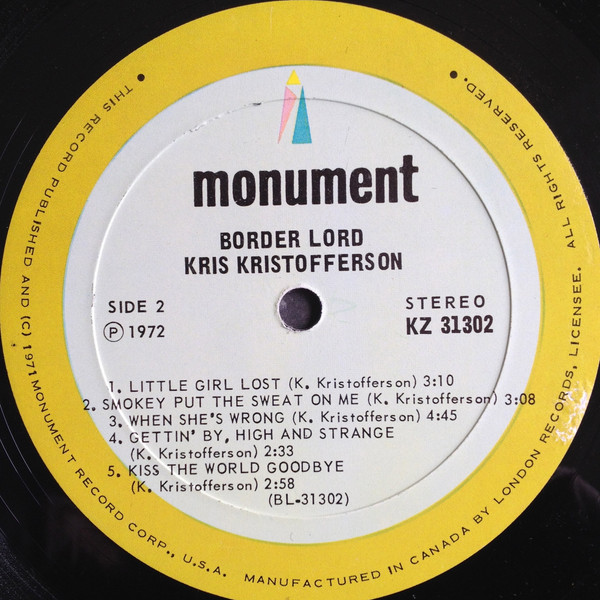 monument
BORDER LORD
KRIS KRISTOFFERSON
SIDE 2
Ⓟ 1972
STEREO
KZ 31302
1. LITTLE GIRL LOST (K. Kristofferson) 3:10
2. SMOKEY PUT THE SWEAT ON ME (K. Kristofferson) 3:08
3. WHEN SHE'S WRONG (K. Kristofferson) 4:45
4. GETTIN' BY, HIGH AND STRANGE
(K. Kristofferson) 2:33
5. KISS THE WORLD GOODBYE
(K. Kristofferson) 2:58
(BL-31302)
THIS RECORD PUBLISHED AND (C) 1971 MONUMENT RECORD CORP., U.S.A. MANUFACTURED IN CANADA BY LONDON RECORDS, LICENSEE. ALL RIGHTS RESERVED.